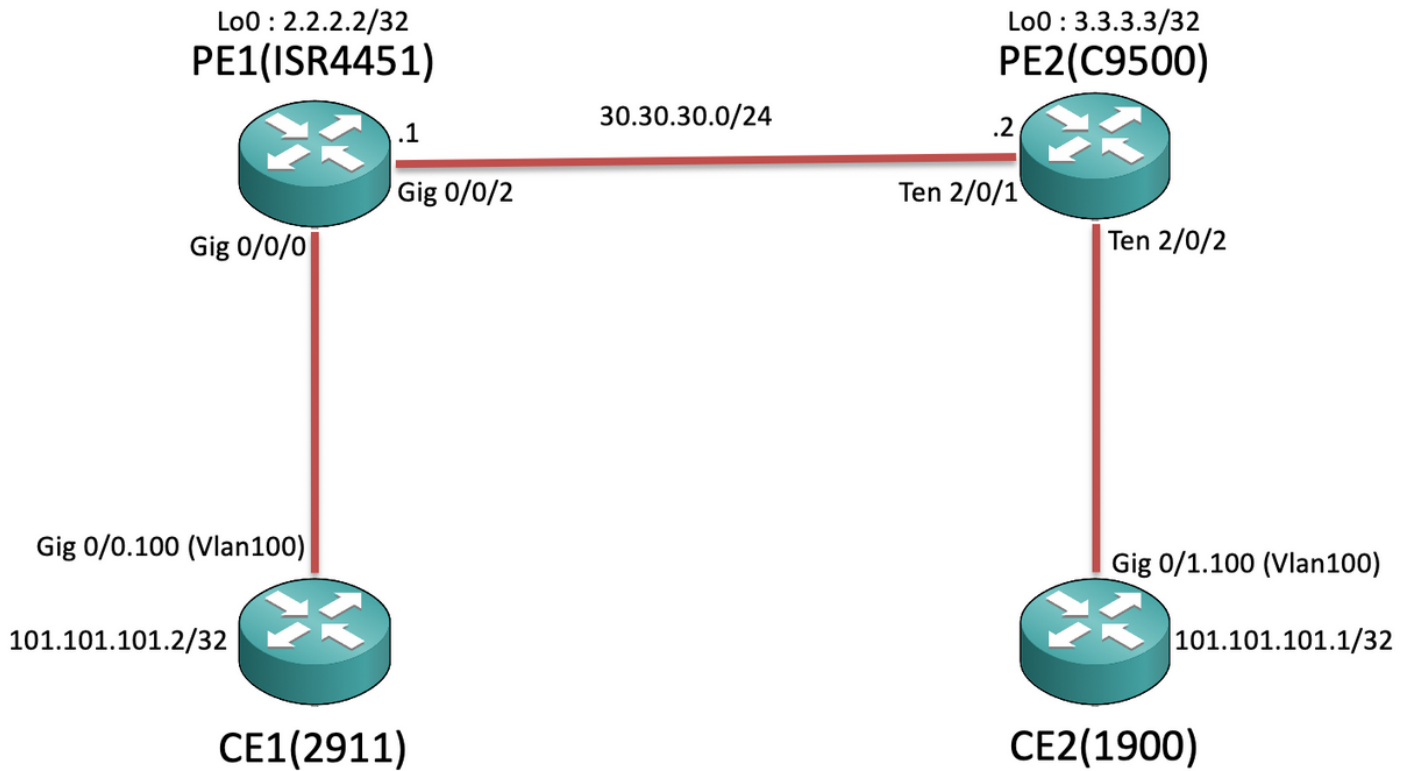 Lo0 : 2.2.2.2/32
PE1(ISR4451)
Lo0 : 3.3.3.3/32
PE2(C9500)
30.30.30.0/24
.1
.2
Gig 0/0/2
Ten 2/0/1
Gig 0/0/0
Ten 2/0/2
Gig 0/0.100 (Vlan100)
Gig 0/1.100 (Vlan100)
101.101.101.2/32
101.101.101.1/32
CE1(2911)
CE2(1900)